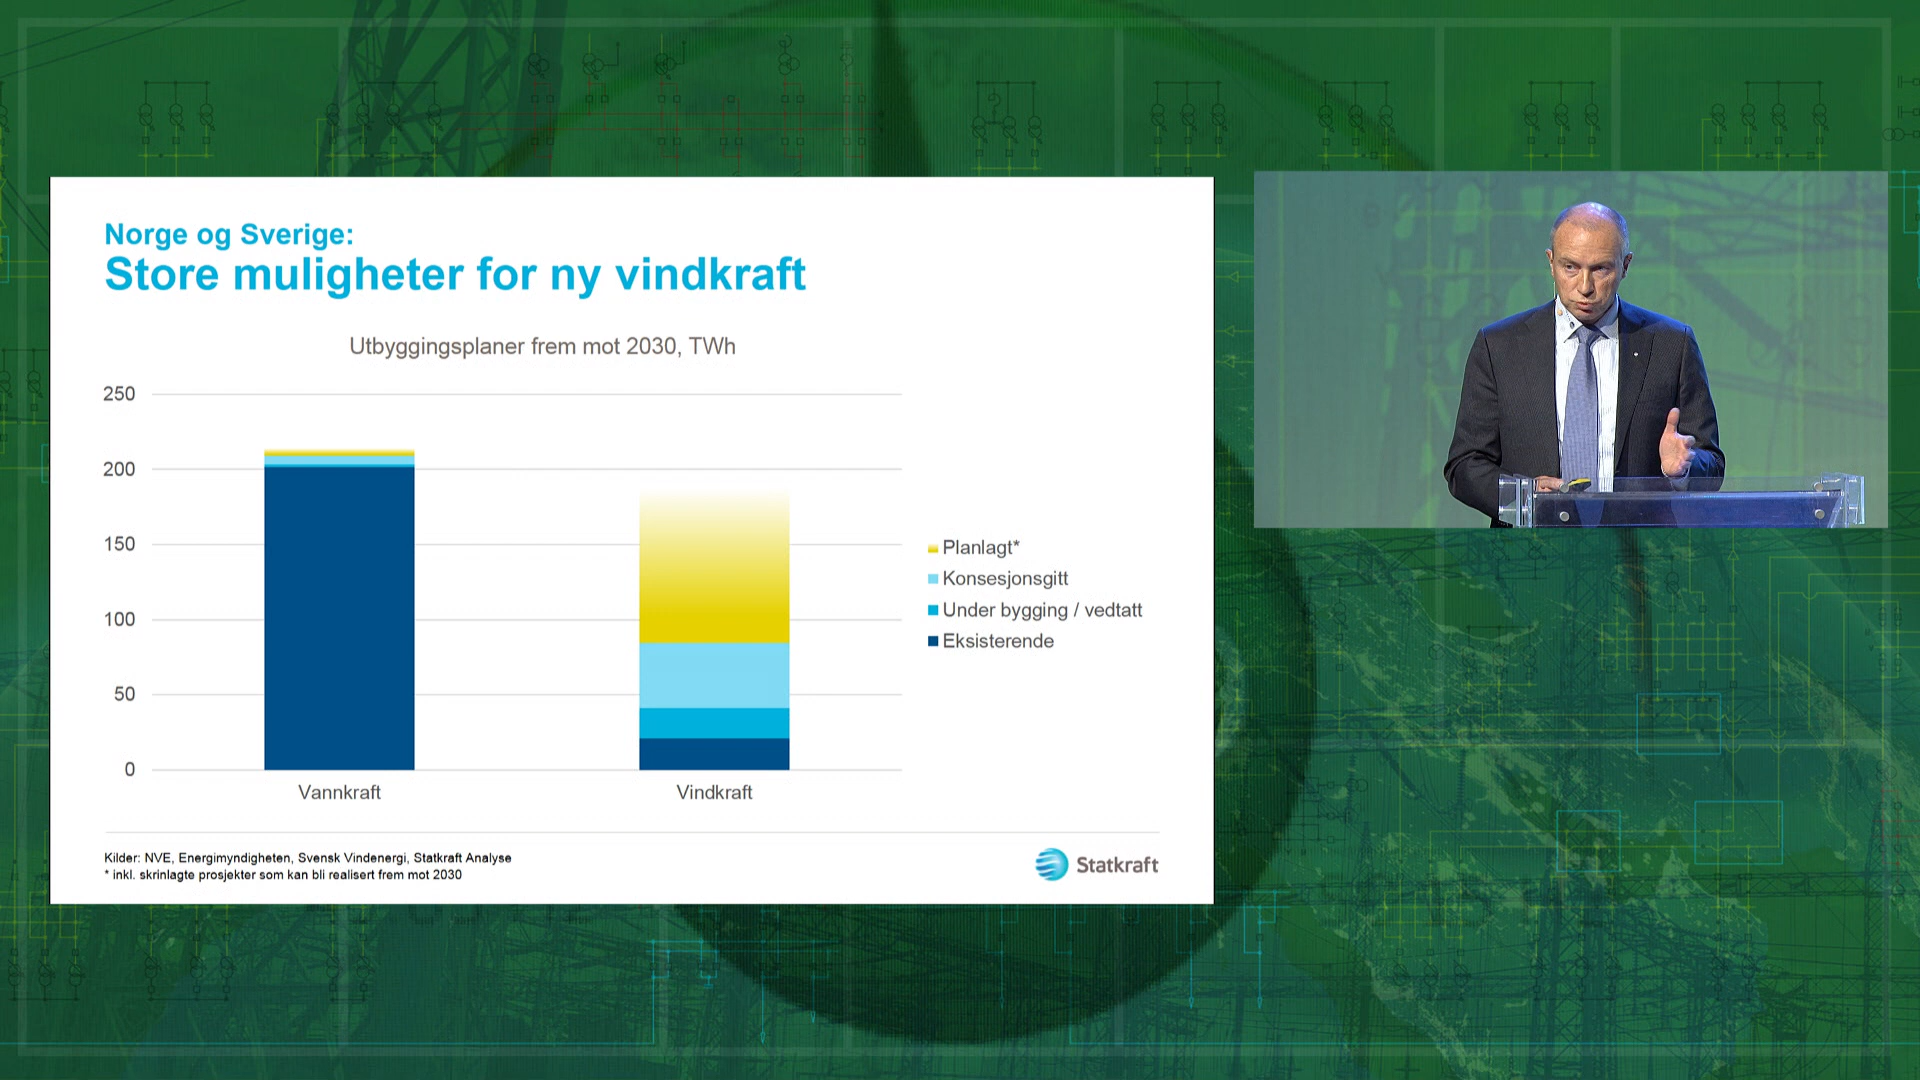 Norge og Sverige:
Store muligheter for ny vindkraft
Utbyggingsplaner frem mot 2030, TWh
250
200
150
100
50
0
Vannkraft
Vindkraft
Planlagt*
Konsesjonsgitt
Under bygging / vedtatt
Eksisterende
Kilder: NVE, Energimyndigheten, Svensk Vindenergi, Statkraft Analyse
* inkl. skrinlagte prosjekter som kan bli realisert frem mot 2030
Statkraft